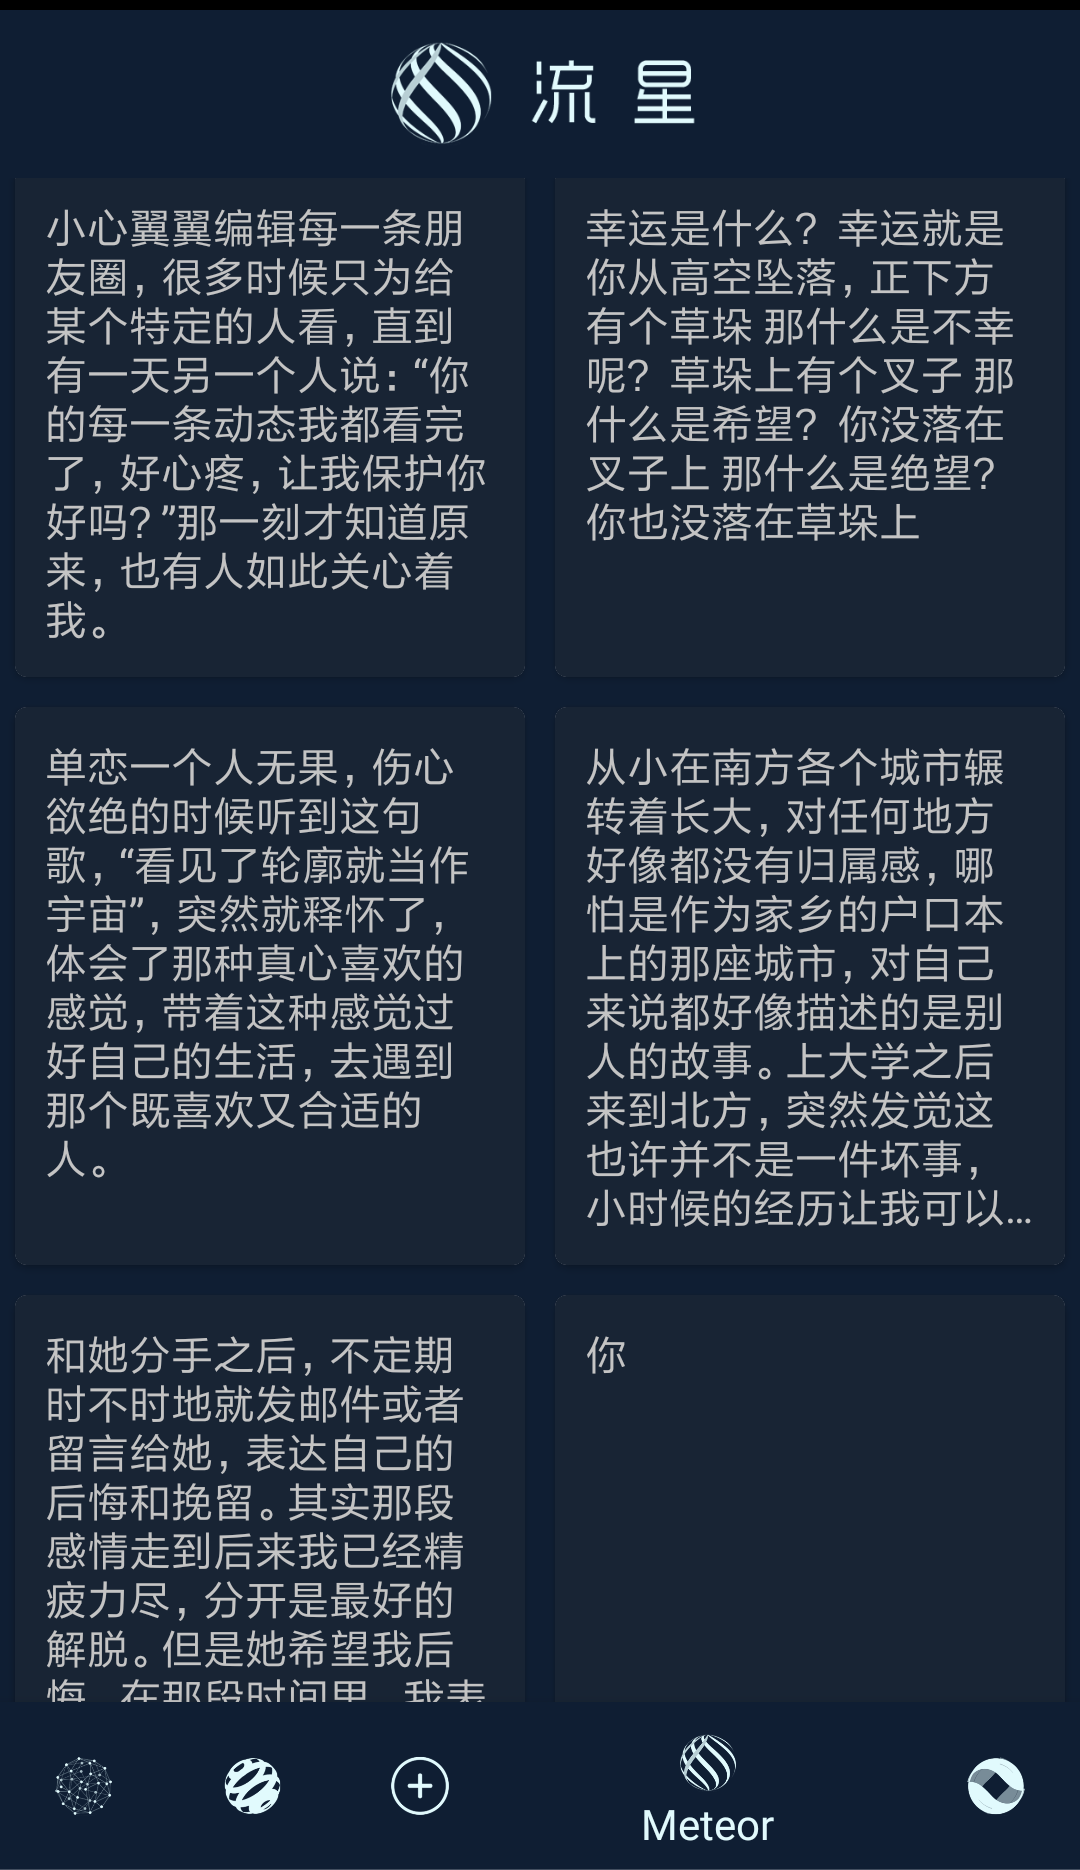 流星
小心翼翼编辑每一条朋
友圈，很多时候只为给
某个特定的人看，直到
有一天另一个人说：“你
的每一条动态我都看完
了，好心疼，让我保护你
好吗？”那一刻才知道原
来，也有人如此关心着
我。
幸运是什么？幸运就是
你从高空坠落，正下方
有个草垛 那什么是不幸
呢？草垛上有个叉子 那
什么是希望？你没落在
叉子上 那什么是绝望？
你也没落在草垛上
单恋一个人无果，伤心
欲绝的时候听到这句
歌，“看见了轮廓就当作
宇宙”，突然就释怀了，
体会了那种真心喜欢的
感觉，带着这种感觉过
好自己的生活，去遇到
那个既喜欢又合适的
人。
从小在南方各个城市辗
转着长大，对任何地方
好像都没有归属感，哪
怕是作为家乡的户口本
上的那座城市，对自己
来说都好像描述的是别
人的故事。上大学之后
来到北方，突然发觉这
也许并不是一件坏事，
小时候的经历让我可以...
和她分手之后，不定期
时不时地就发邮件或者
留言给她，表达自己的
后悔和挽留。其实那段
感情走到后来我已经精
疲力尽，分开是最好的
解脱。但是她希望我后
悔，在那段时间里，我表
你
Meteor